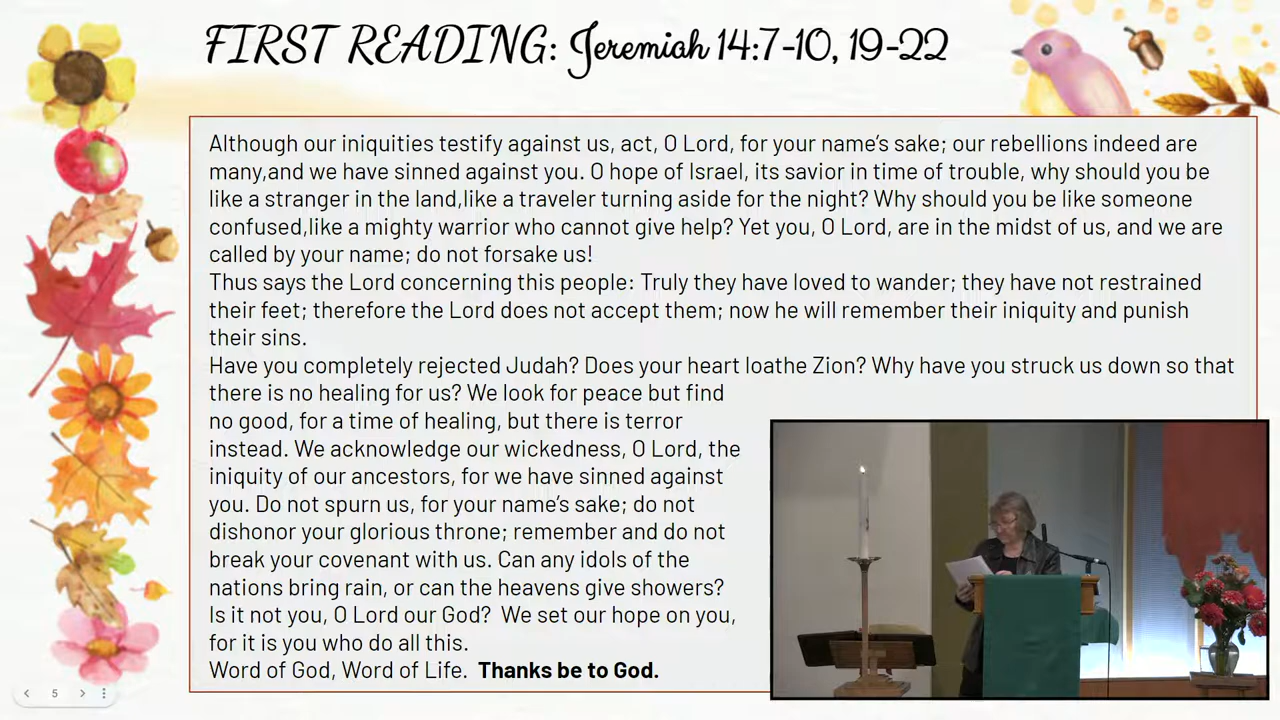 FIRST READING: Jeremiah 14:7-10, 19-22
Although our iniquities testify against us, act, O Lord, for your name’s sake; our rebellions indeed are
many,and we have sinned against you. O hope of Israel, its savior in time of trouble, why should you be
like a stranger in the land,like a traveler turning aside for the night? Why should you be like someone
confused,like a mighty warrior who cannot give help? Yet you, O Lord, are in the midst of us, and we are
called by your name; do not forsake us!
Thus says the Lord concerning this people: Truly they have loved to wander; they have not restrained
their feet; therefore the Lord does not accept them; now he will remember their iniquity and punish
their sins.
Have you completely rejected Judah? Does your heart loathe Zion? Why have you struck us down so that
there is no healing for us? We look for peace but find
no good, for a time of healing, but there is terror
instead. We acknowledge our wickedness, O Lord, the
iniquity of our ancestors, for we have sinned against
you. Do not spurn us, for your name’s sake; do not
dishonor your glorious throne; remember and do not
break your covenant with us. Can any idols of the
nations bring rain, or can the heavens give showers?
Is it not you, O Lord our God?  We set our hope on you,
for it is you who do all this.
Word of God, Word of Life.  Thanks be to God.
5